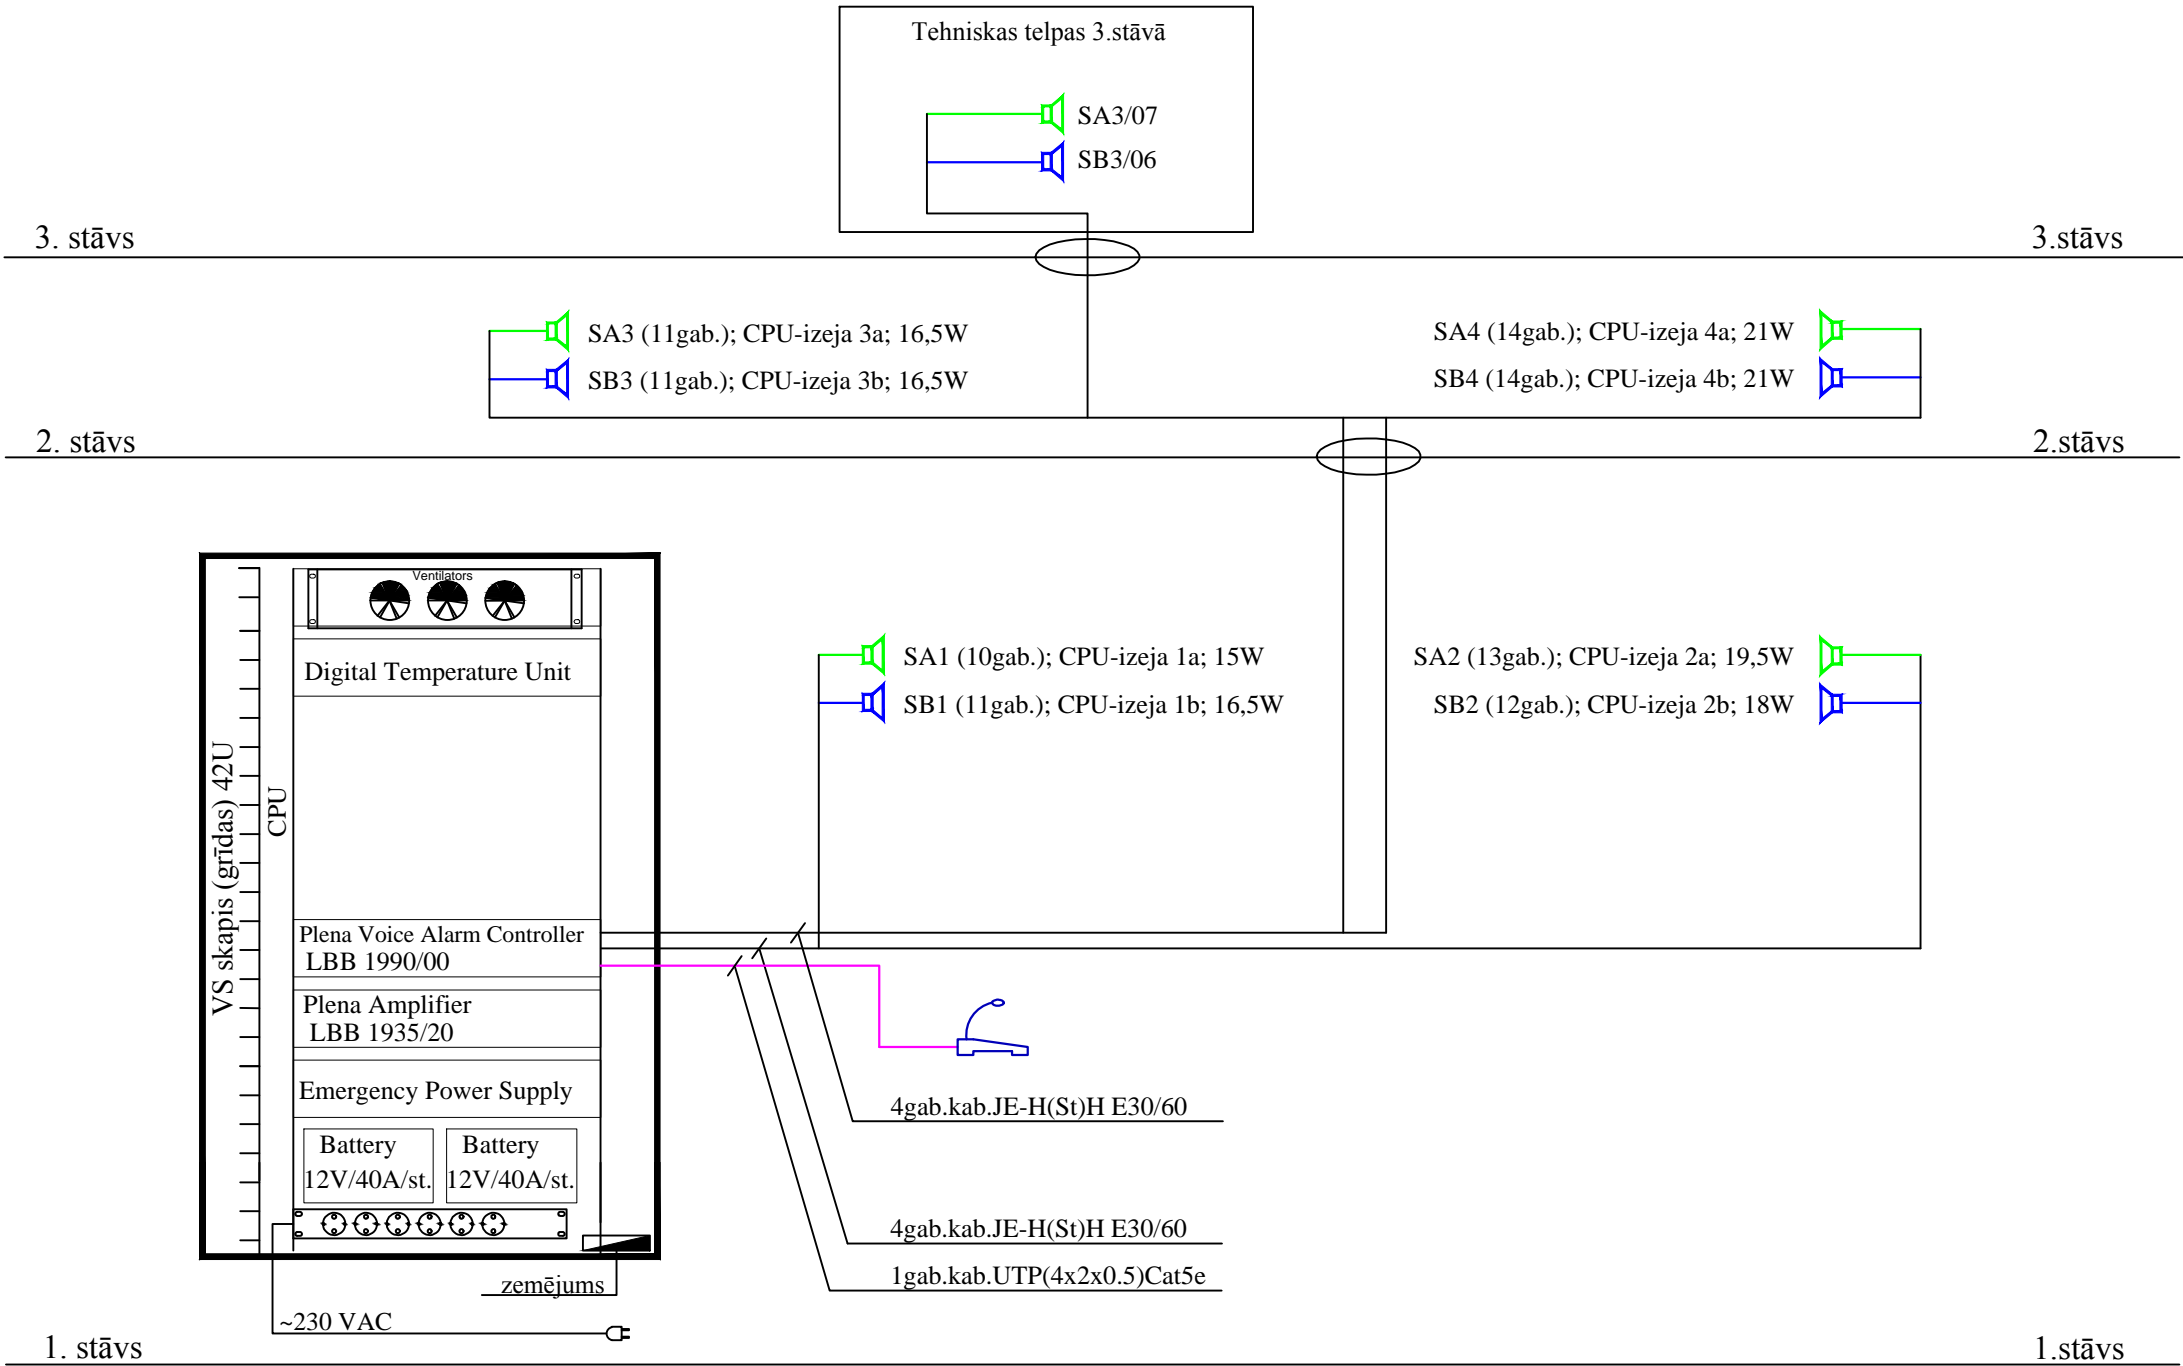 Tehniskas telpas 3.stāvā
SA3/07
SB3/06
3. stāvs
3.stāvs
SA3 (11gab.); CPU-izeja 3a; 16,5W
SB3 (11gab.); CPU-izeja 3b; 16,5W
SA4 (14gab.); CPU-izeja 4a; 21W
SB4 (14gab.); CPU-izeja 4b; 21W
2. stāvs
2.stāvs
VS skapis (grīdas) 42U
CPU
Ventilators
Digital Temperature Unit
Plena Voice Alarm Controller
LBB 1990/00
Plena Amplifier
LBB 1935/20
Emergency Power Supply
Battery
12V/40A/st.
Battery
12V/40A/st.
SA1 (10gab.); CPU-izeja 1a; 15W
SB1 (11gab.); CPU-izeja 1b; 16,5W
SA2 (13gab.); CPU-izeja 2a; 19,5W
SB2 (12gab.); CPU-izeja 2b; 18W
4gab.kab.JE-H(St)H E30/60
4gab.kab.JE-H(St)H E30/60
1gab.kab.UTP(4x2x0.5)Cat5e
zemējums
~230 VAC
1. stāvs
1.stāvs